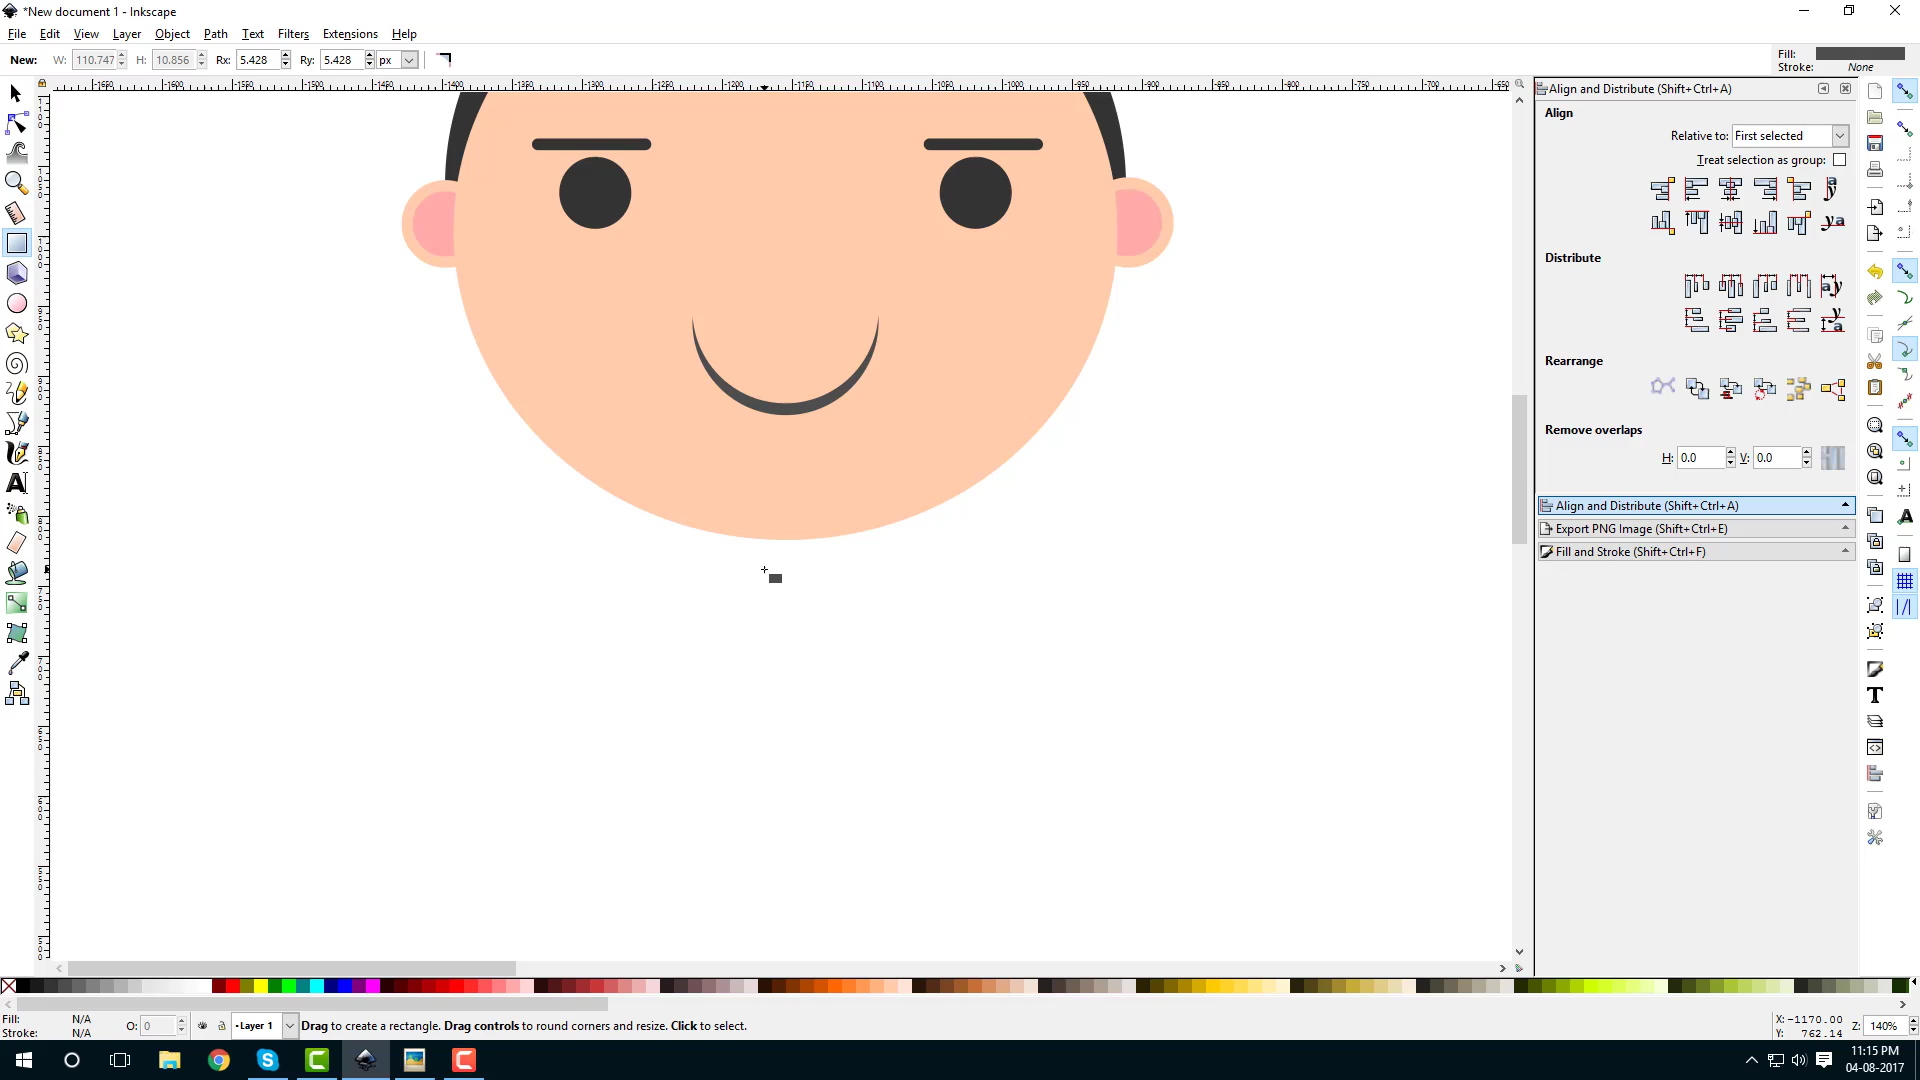 *New document 1 - Inkscape
File Edit View Layer Object Path Text Filters Extensions Help
New: W: 110.747 H: 10.856 Rx: 5.428 Ry: 5.428 px
Fill:
Stroke: None
Align and Distribute (Shift+Ctrl+A)
Align
Relative to: First selected
Treat selection as group:
Distribute
Rearrange
Remove overlaps
H: 0.0 V: 0.0
Align and Distribute (Shift+Ctrl+A)
Export PNG Image (Shift+Ctrl+E)
Fill and Stroke (Shift+Ctrl+F)
Fill: N/A
Stroke: N/A
O: 0
Layer 1
Drag to create a rectangle. Drag controls to round corners and resize. Click to select.
X:-1170.00
Y: 762.14
Z: 140%
11:15 PM
04-08-2017